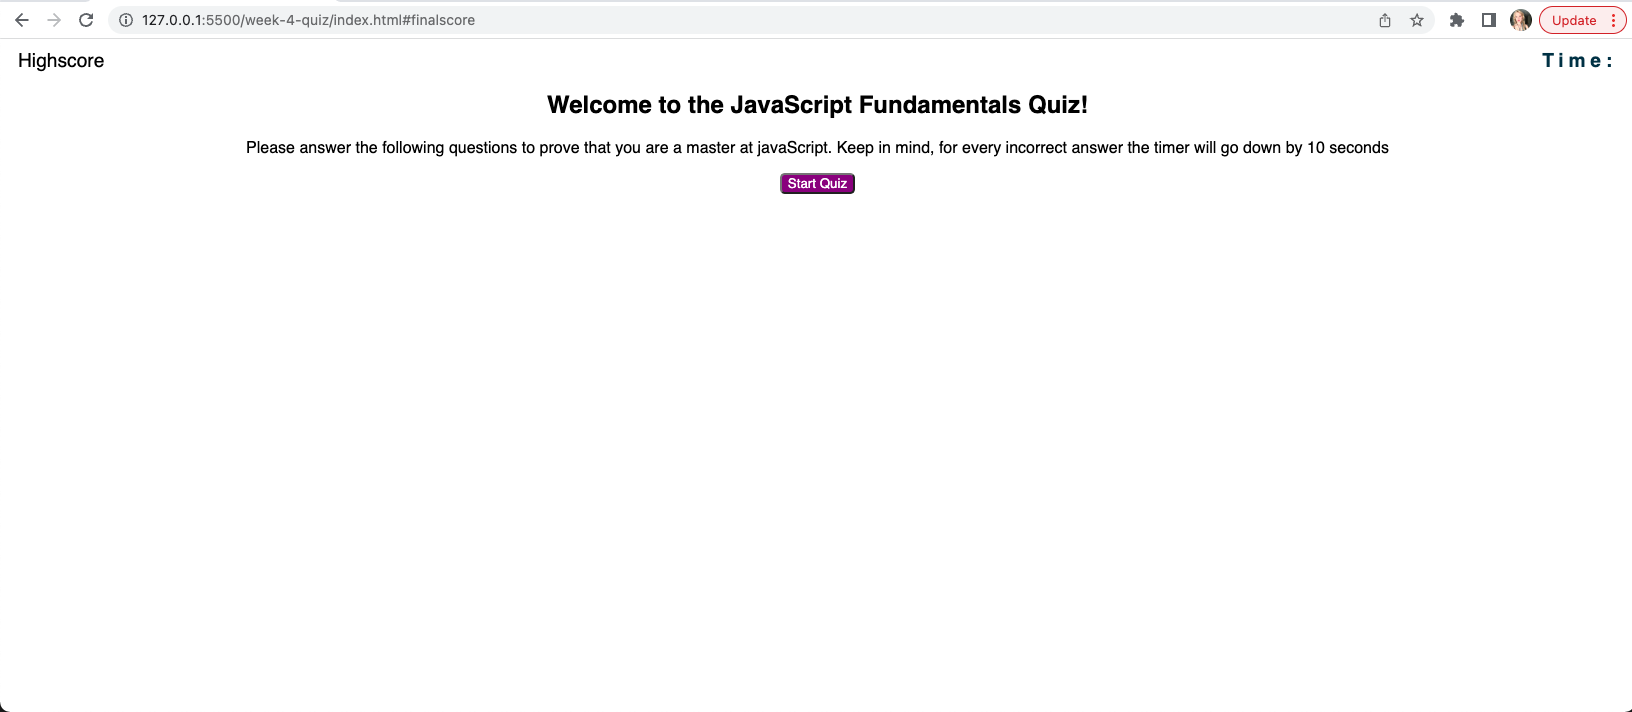 127.0.0.1:5500/week-4-quiz/index.html#finalscore
Update
Highscore
Time:
Welcome to the JavaScript Fundamentals Quiz!
Please answer the following questions to prove that you are a master at javaScript. Keep in mind, for every incorrect answer the timer will go down by 10 seconds
Start Quiz